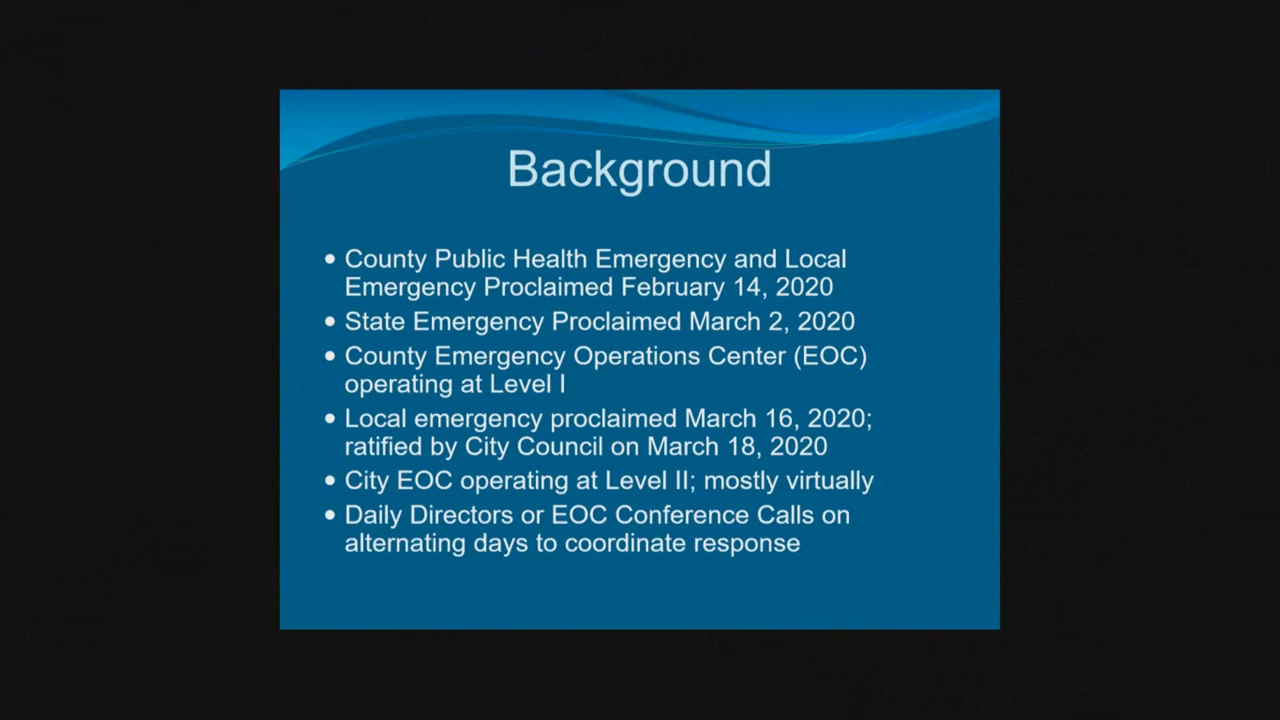 Background
• County Public Health Emergency and Local
Emergency Proclaimed February 14, 2020
• State Emergency Proclaimed March 2, 2020
• County Emergency Operations Center (EOC)
operating at Level I
• Local emergency proclaimed March 16, 2020;
ratified by City Council on March 18, 2020
• City EOC operating at Level II; mostly virtually
• Daily Directors or EOC Conference Calls on
alternating days to coordinate response